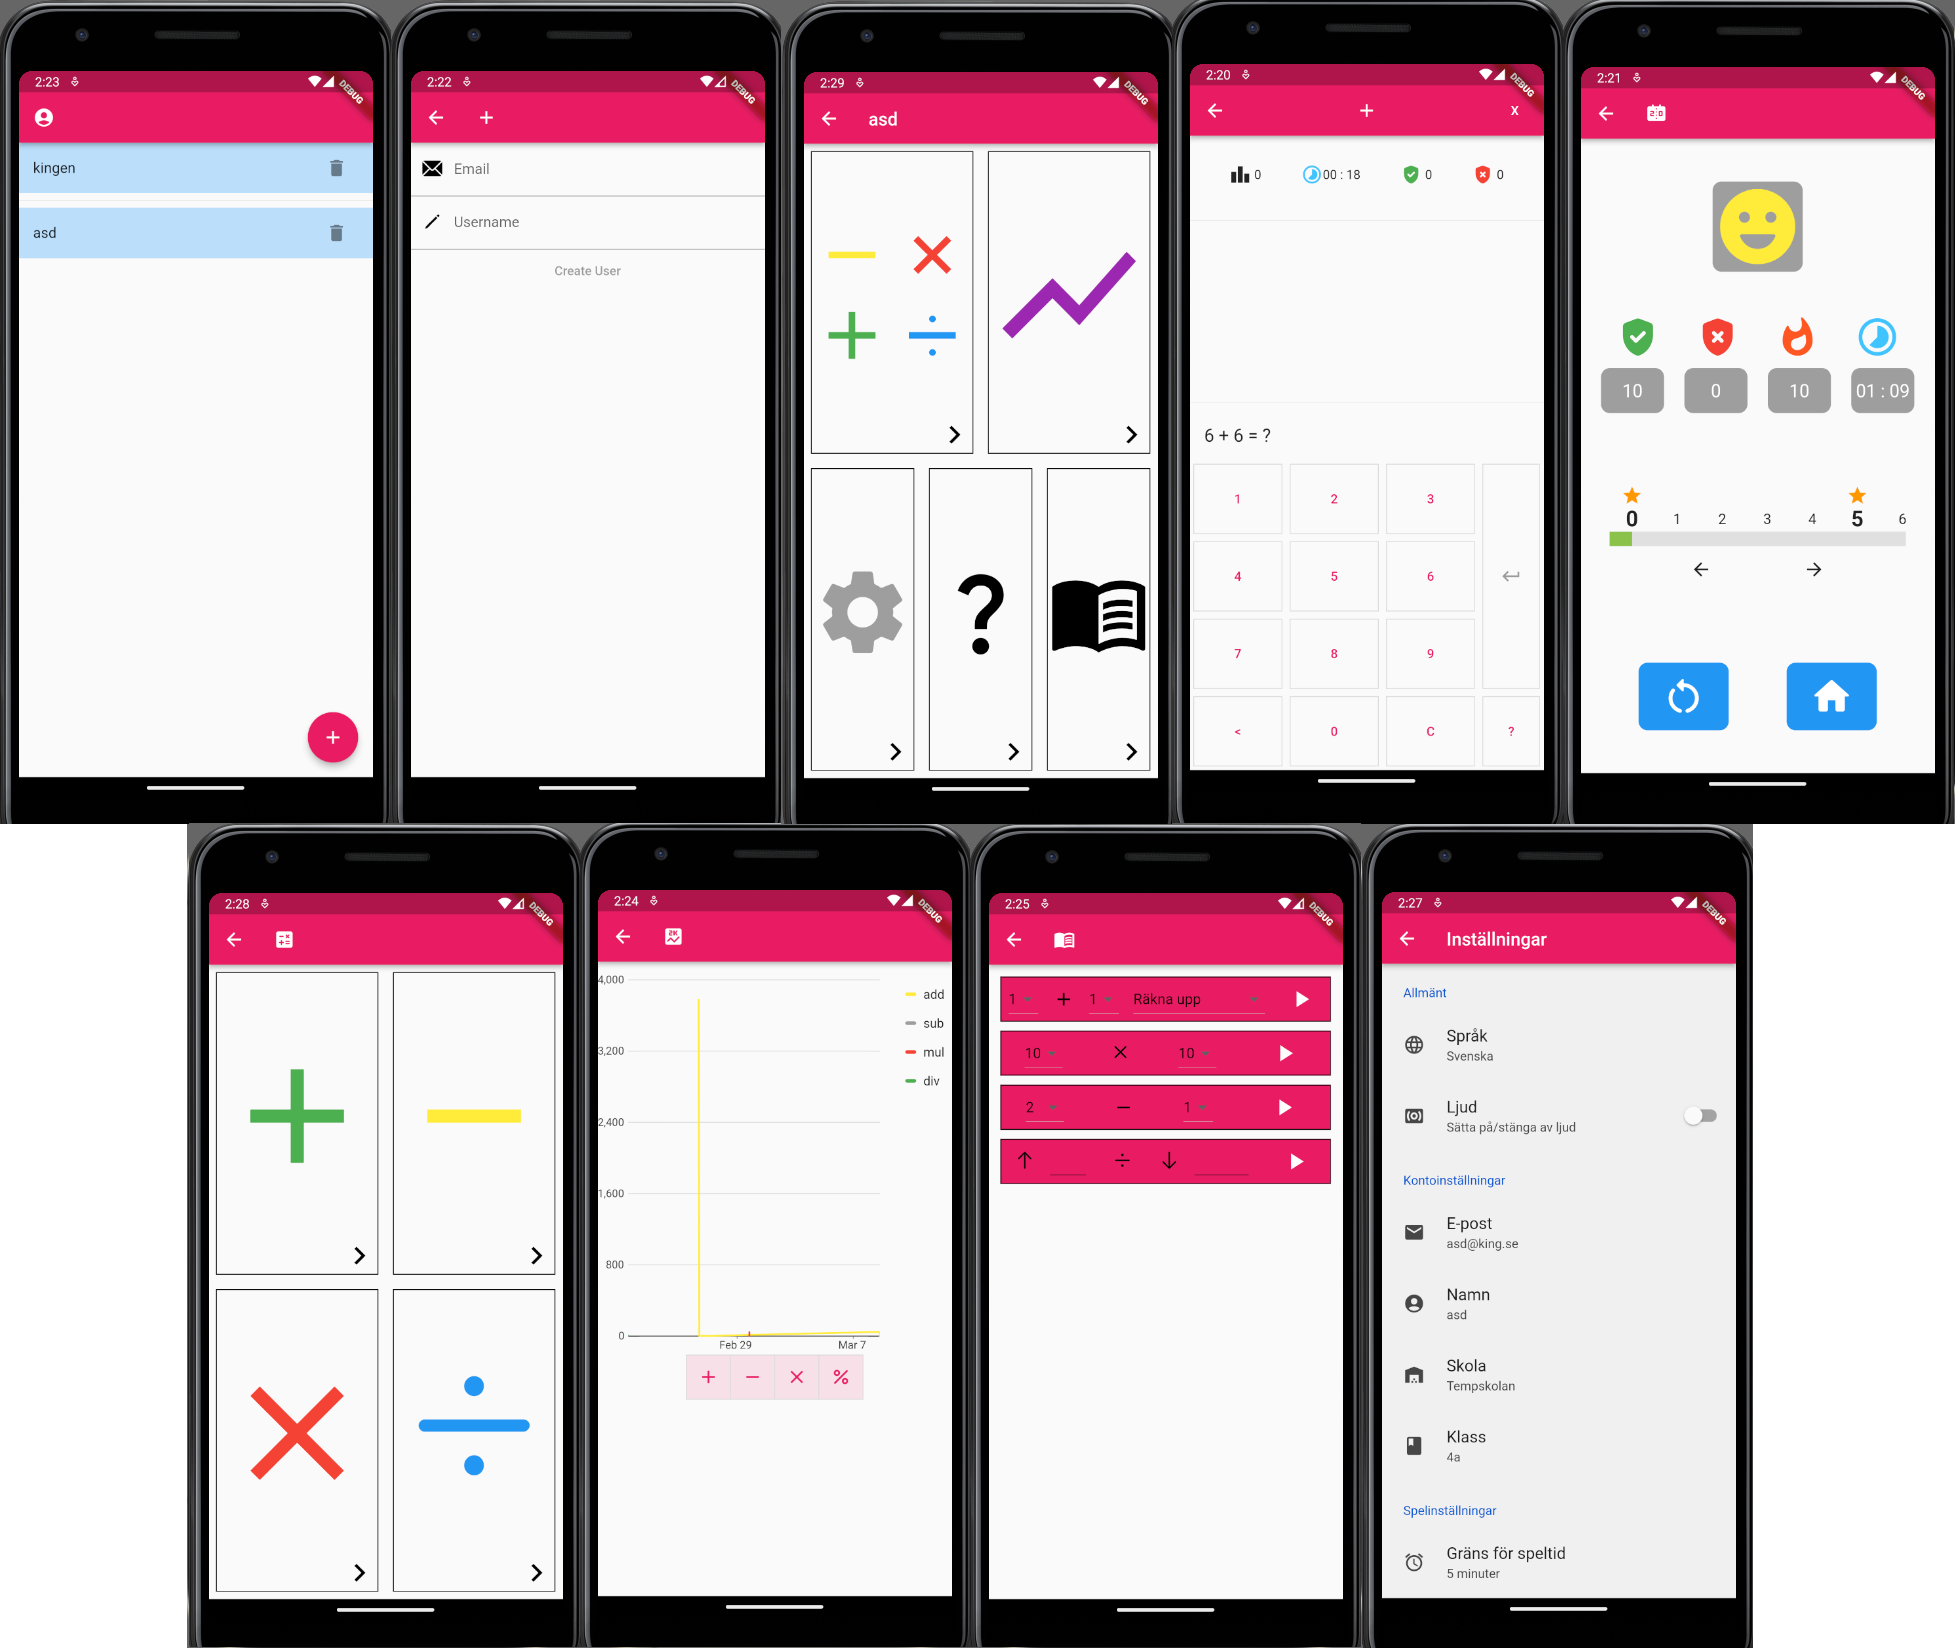 2:23
DEBUG
kingen
asd
+
2:22
DEBUG
+
Email
Username
Create User
2:29
DEBUG
asd
?
2:20
DEBUG
+ x
0 00 : 18 0 0
6 + 6 = ?
1 2 3
4 5 6
7 8 9
< 0 C ?
2:21
DEBUG
2:0
10 0 10 01 : 09
0 1 2 3 4 5 6
2:28
DEBUG
2:24
DEBUG
2K
4,000
3,200
2,400
1,600
800
0
Feb 29 Mar 7
add
sub
mul
div
+ − × %
2:25
DEBUG
1 + 1 Räkna upp
10 × 10
2 − 1
↑ ÷ ↓
2:27
DEBUG
Inställningar
Allmänt
Språk
Svenska
Ljud
Sätta på/stänga av ljud
Kontoinställningar
E-post
asd@king.se
Namn
asd
Skola
Tempskolan
Klass
4a
Spelinställningar
Gräns för speltid
5 minuter